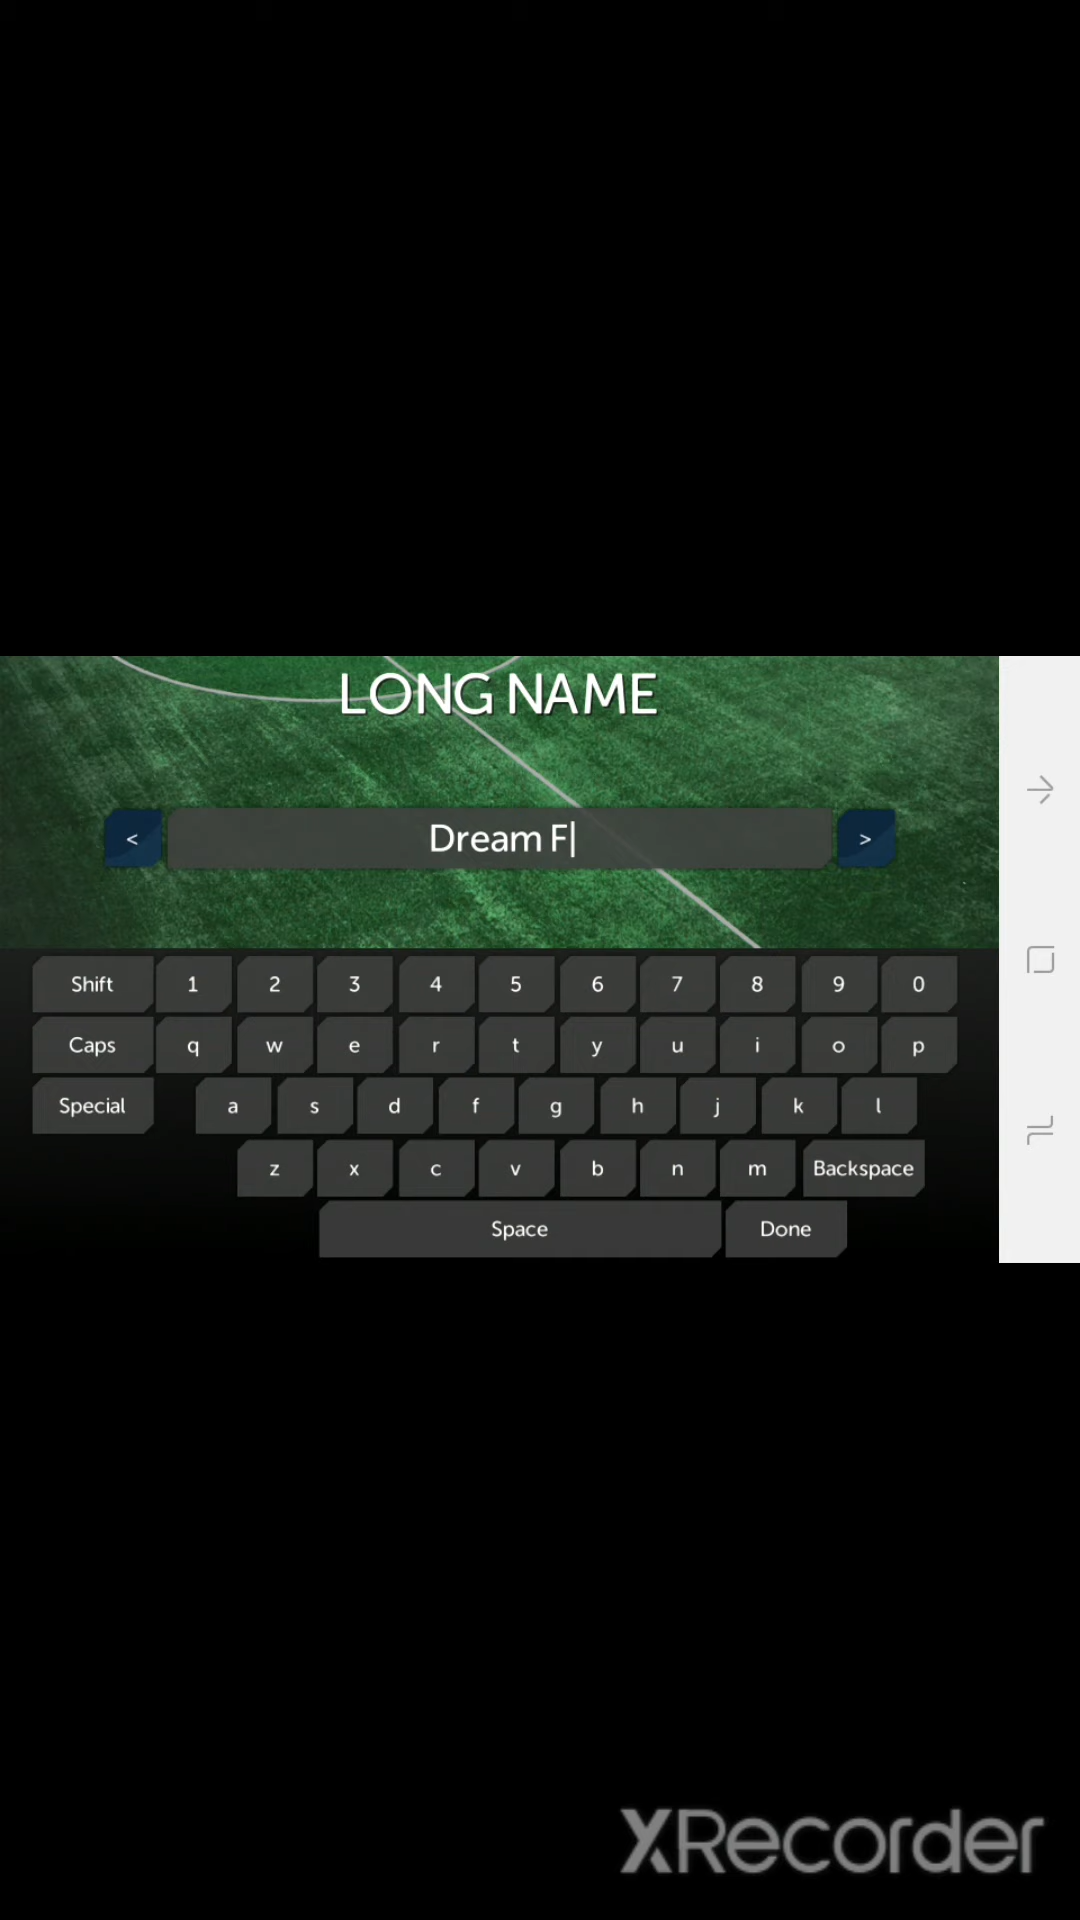 LONG NAME
< Dream F| >
Shift 1 2 3 4 5 6 7 8 9 0
Caps q w e r t y u i o p
Special a s d f g h j k l
z x c v b n m Backspace
Space Done
XRecorder